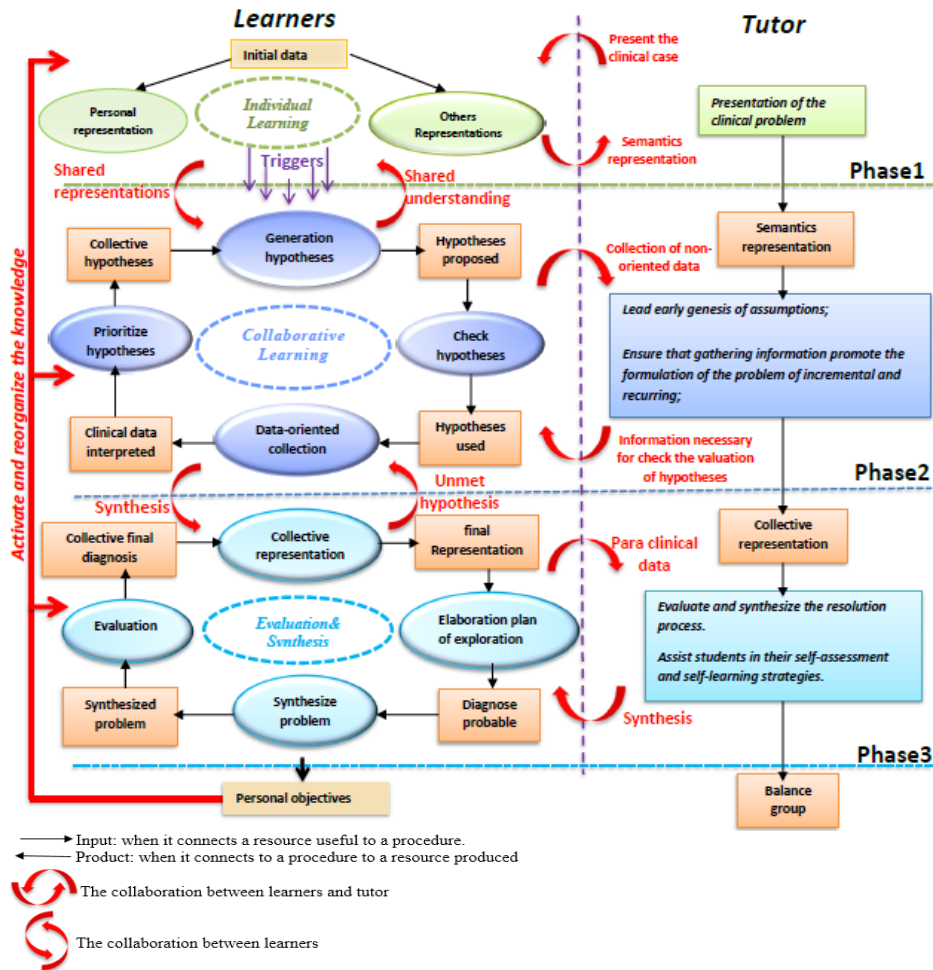 Learners
Tutor
Initial data
Present the
clinical case
Personal
representation
Individual
Learning
Others
Representations
Presentation of the
clinical problem
Semantics
representation
Triggers
Shared
representations
Shared
understanding
Phase1
Collective
hypotheses
Generation
hypotheses
Hypotheses
proposed
Collection of non-
oriented data
Semantics
representation
Prioritize
hypotheses
Collaborative
Learning
Check
hypotheses
Lead early genesis of assumptions;
Ensure that gathering information promote the
formulation of the problem of incremental and
recurring;
Clinical data
interpreted
Data-oriented
collection
Hypotheses
used
Information necessary
for check the valuation
of hypotheses
Activate and reorganize the knowledge
Synthesis
Unmet
hypothesis
Phase2
Collective final
diagnosis
Collective
representation
final
Representation
Para clinical
data
Collective
representation
Evaluation
Evaluation&
Synthesis
Elaboration plan
of exploration
Evaluate and synthesize the resolution
process.
Assist students in their self-assessment
and self-learning strategies.
Synthesized
problem
Synthesize
problem
Diagnose
probable
Synthesis
Phase3
Personal objectives
Balance
group
Input: when it connects a resource useful to a procedure.
Product: when it connects to a procedure to a resource produced
The collaboration between learners and tutor
The collaboration between learners